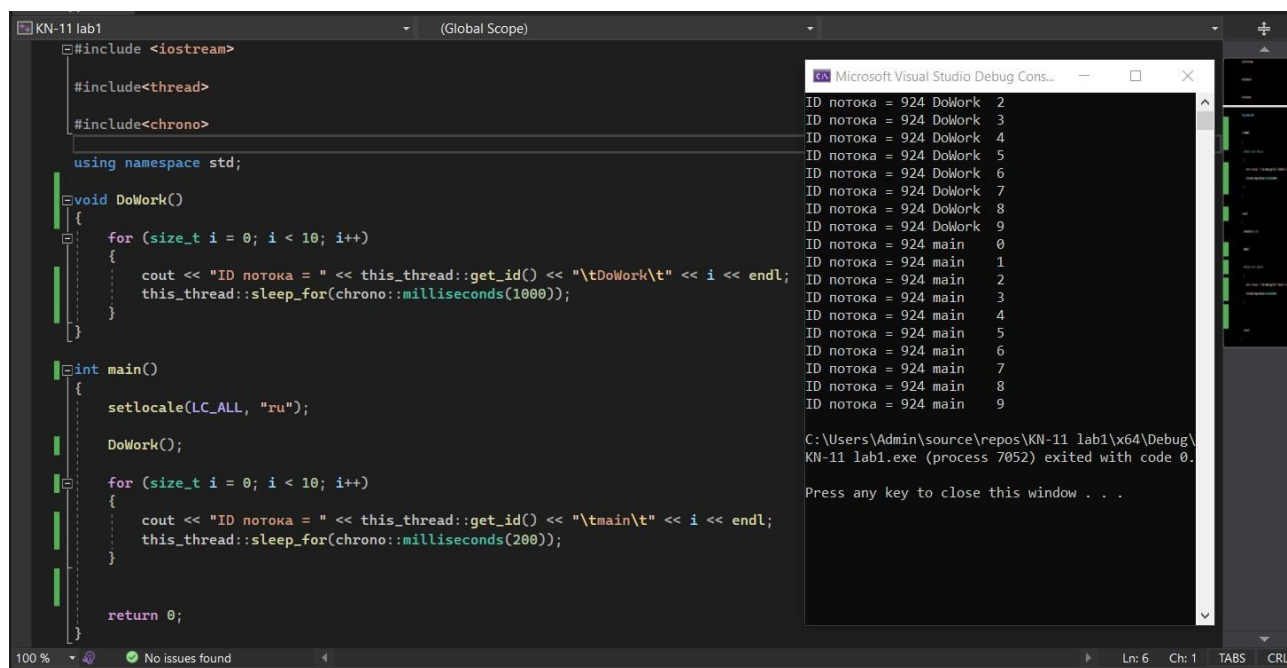 KN-11 lab1
(Global Scope)
#include <iostream>
#include<thread>
#include<chrono>
using namespace std;
void DoWork()
{
for (size_t i = 0; i < 10; i++)
{
cout << "ID потока = " << this_thread::get_id() << "\tDoWork\t" << i << endl;
this_thread::sleep_for(chrono::milliseconds(1000));
}
}
int main()
{
setlocale(LC_ALL, "ru");
DoWork();
for (size_t i = 0; i < 10; i++)
{
cout << "ID потока = " << this_thread::get_id() << "\tmain\t" << i << endl;
this_thread::sleep_for(chrono::milliseconds(200));
}
return 0;
}
Microsoft Visual Studio Debug Cons...
ID потока = 924 DoWork 2
ID потока = 924 DoWork 3
ID потока = 924 DoWork 4
ID потока = 924 DoWork 5
ID потока = 924 DoWork 6
ID потока = 924 DoWork 7
ID потока = 924 DoWork 8
ID потока = 924 DoWork 9
ID потока = 924 main 0
ID потока = 924 main 1
ID потока = 924 main 2
ID потока = 924 main 3
ID потока = 924 main 4
ID потока = 924 main 5
ID потока = 924 main 6
ID потока = 924 main 7
ID потока = 924 main 8
ID потока = 924 main 9
C:\Users\Admin\source\repos\KN-11 lab1\x64\Debug\
KN-11 lab1.exe (process 7052) exited with code 0.
Press any key to close this window . . .
100 %
No issues found
Ln: 6 Ch: 1 TABS CRL